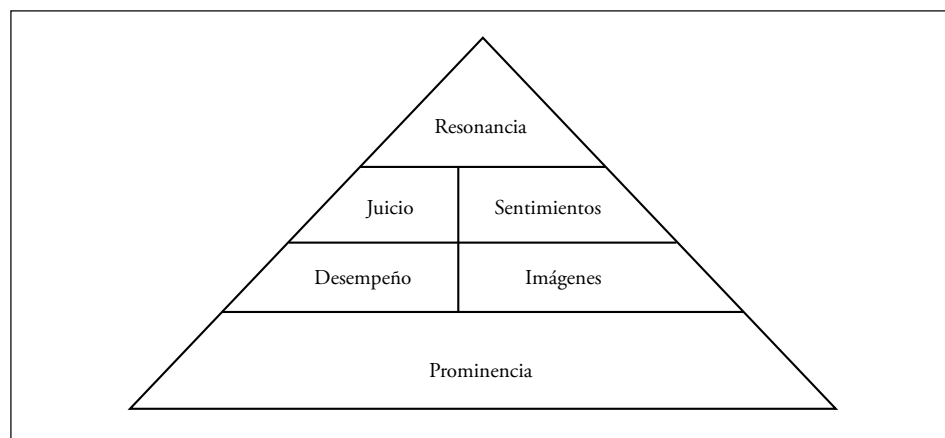 Resonancia
Juicio Sentimientos
Desempeño Imágenes
Prominencia